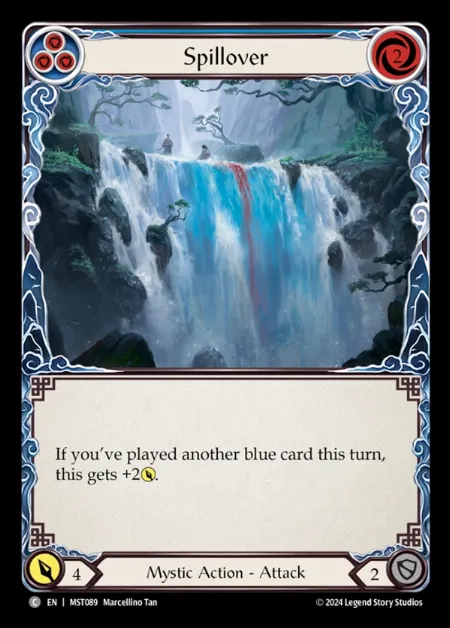 Spillover
2
If you've played another blue card this turn,
this gets +2.
4
Mystic Action - Attack
2
C EN | MST089 Marcellino Tan
© 2024 Legend Story Studios